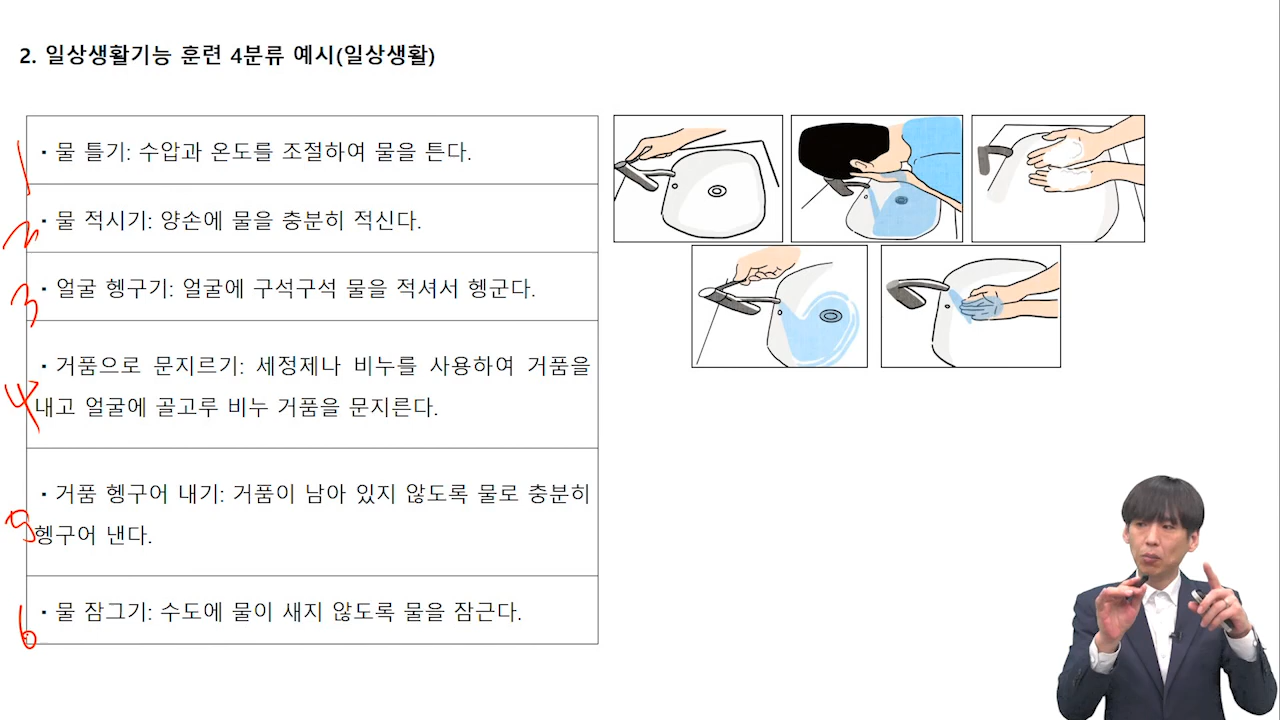 2. 일상생활기능 훈련 4분류 예시(일상생활)
1
· 물 틀기: 수압과 온도를 조절하여 물을 튼다.
2
· 물 적시기: 양손에 물을 충분히 적신다.
3
· 얼굴 헹구기: 얼굴에 구석구석 물을 적셔서 헹군다.
4
· 거품으로 문지르기: 세정제나 비누를 사용하여 거품을
내고 얼굴에 골고루 비누 거품을 문지른다.
5
· 거품 헹구어 내기: 거품이 남아 있지 않도록 물로 충분히
헹구어 낸다.
6
· 물 잠그기: 수도에 물이 새지 않도록 물을 잠근다.